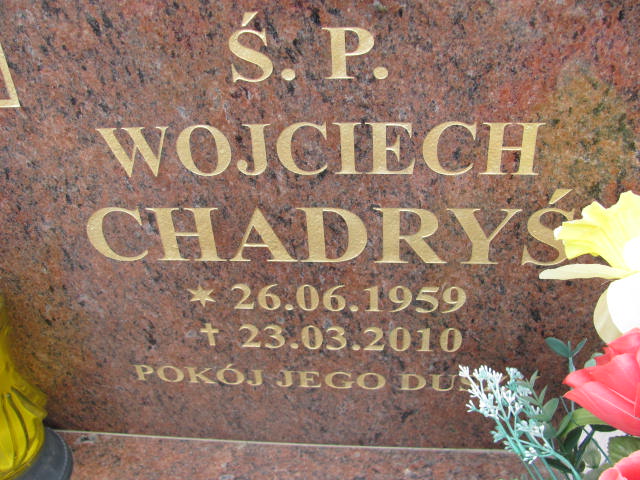 Ś. P.
WOJCIECH
CHADRYŚ
✶ 26.06.1959
✝ 23.03.2010
POKÓJ JEGO